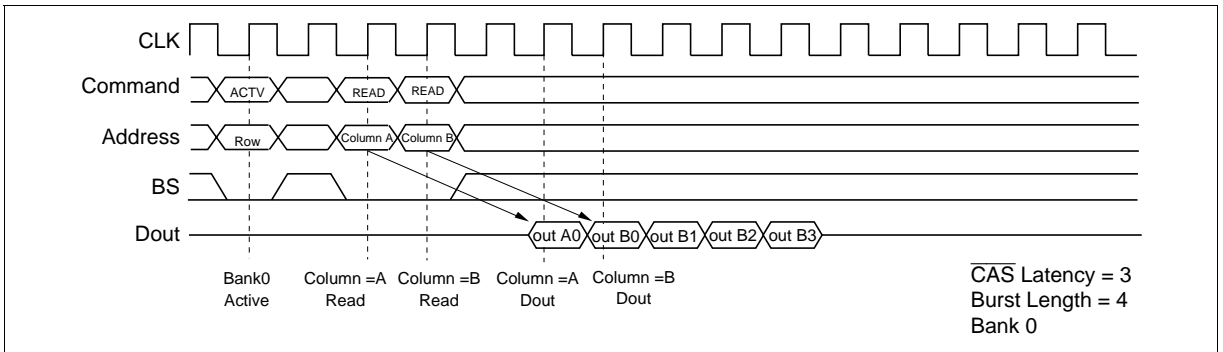 CLK
Command ACTV READ READ
Address Row Column A Column B
BS
Dout out A0 out B0 out B1 out B2 out B3
Bank0 Active
Column =A Read
Column =B Read
Column =A Dout
Column =B Dout
CAS Latency = 3
Burst Length = 4
Bank 0